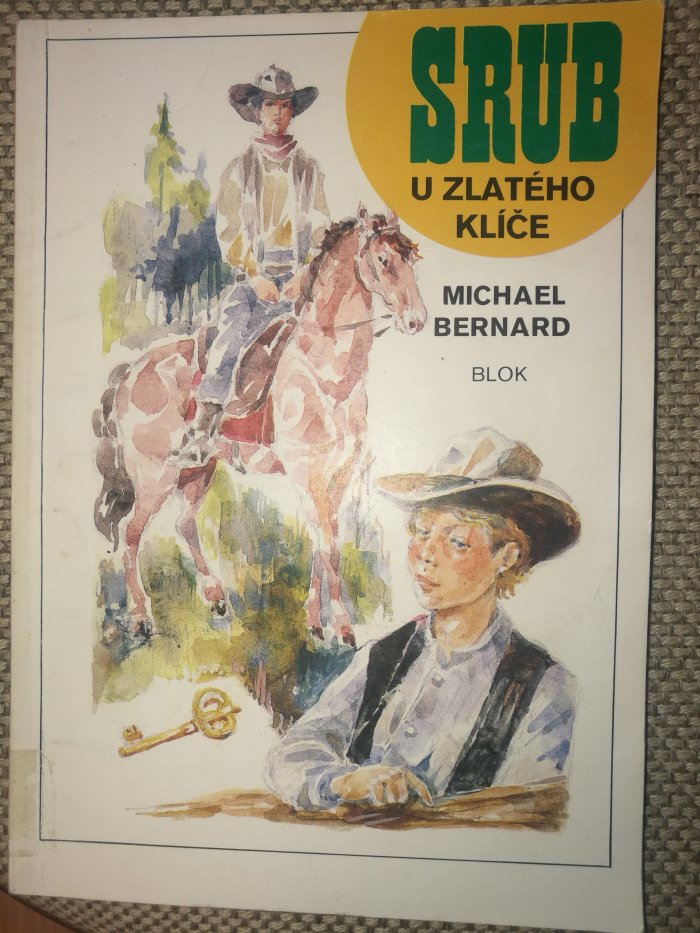 SRUB
U ZLATÉHO
KLÍČE
MICHAEL
BERNARD
BLOK